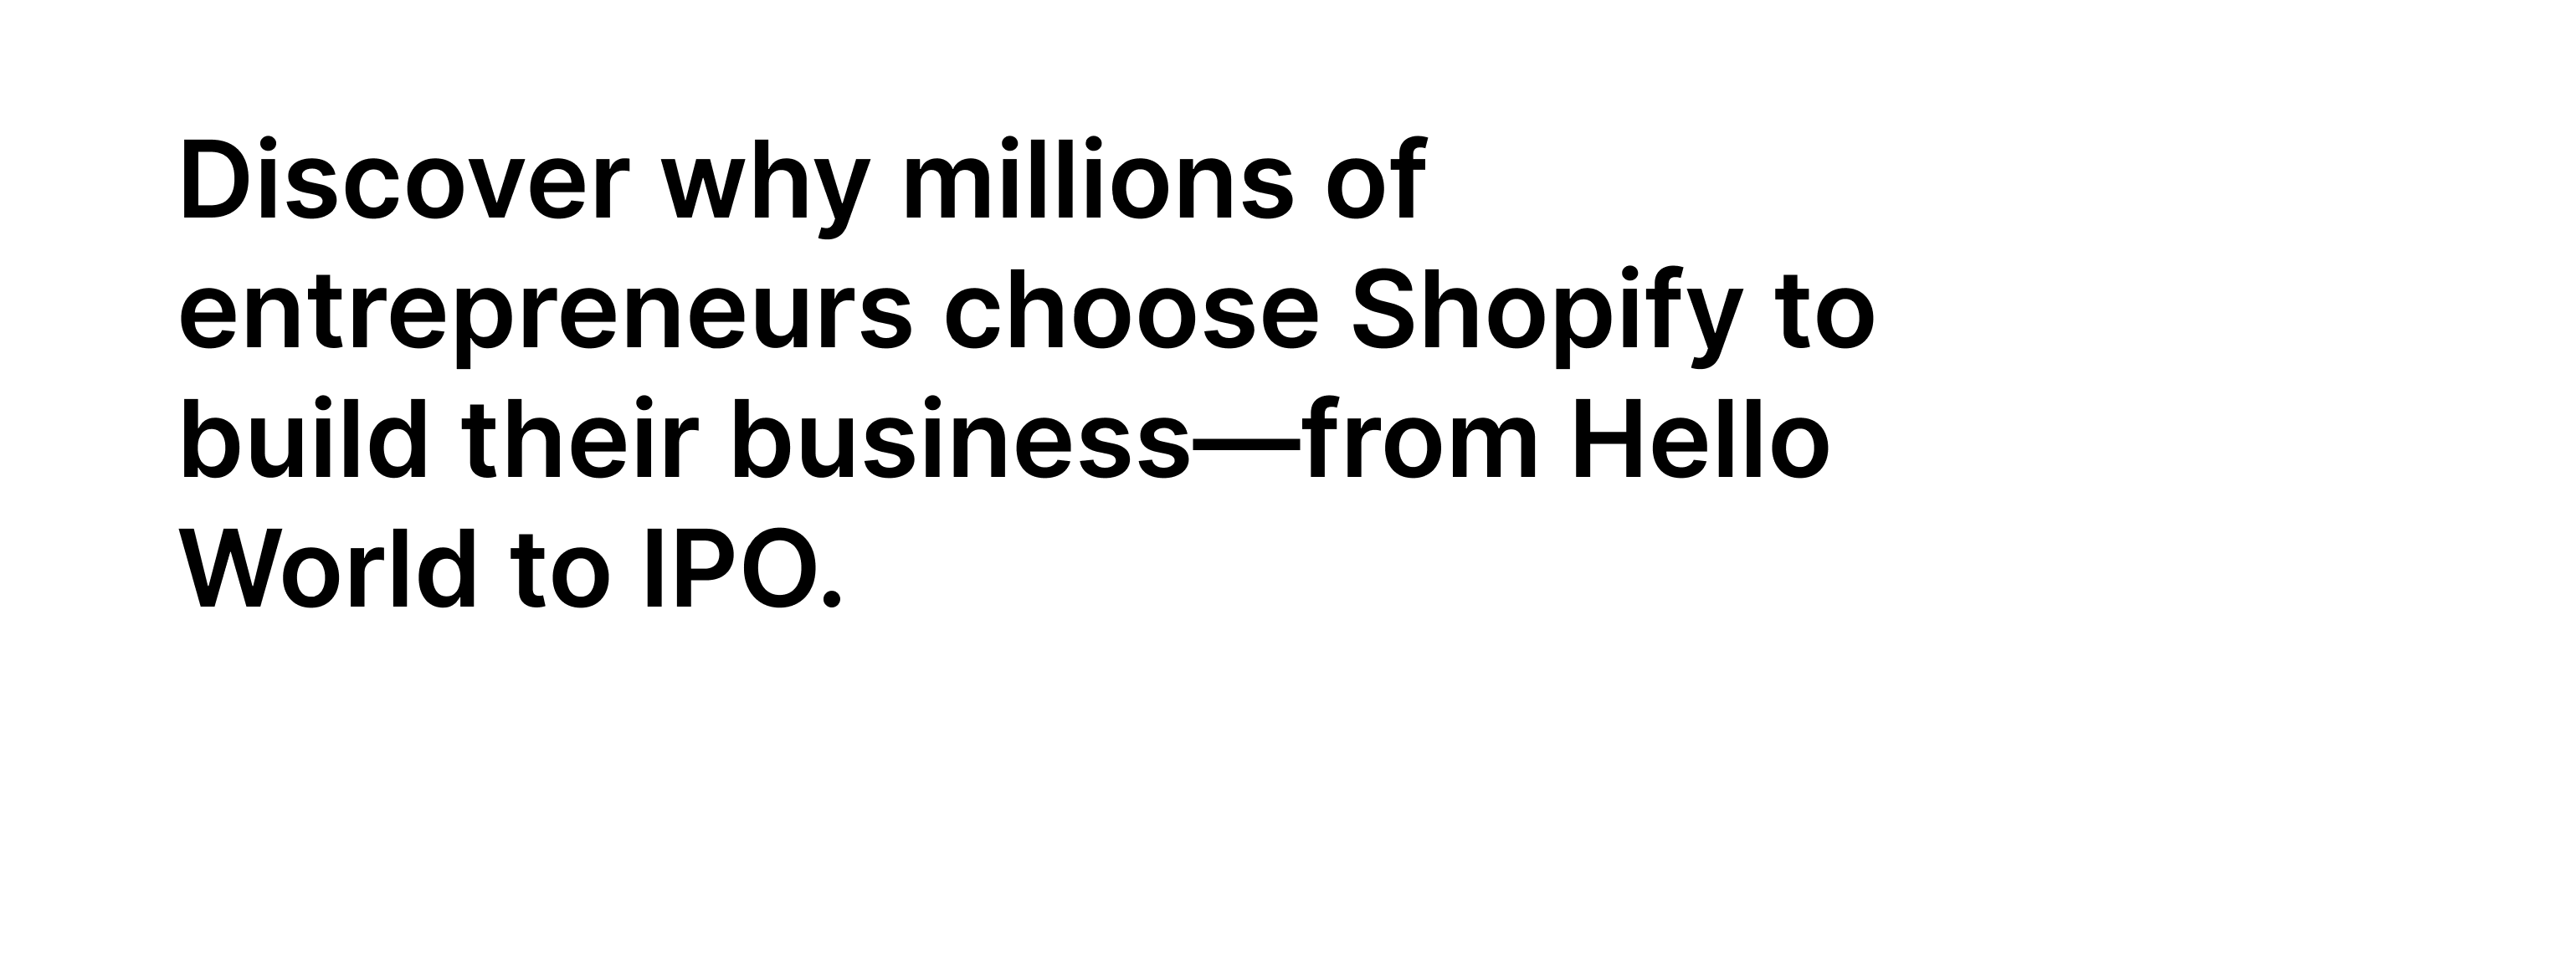 Discover why millions of
entrepreneurs choose Shopify to
build their business—from Hello
World to IPO.